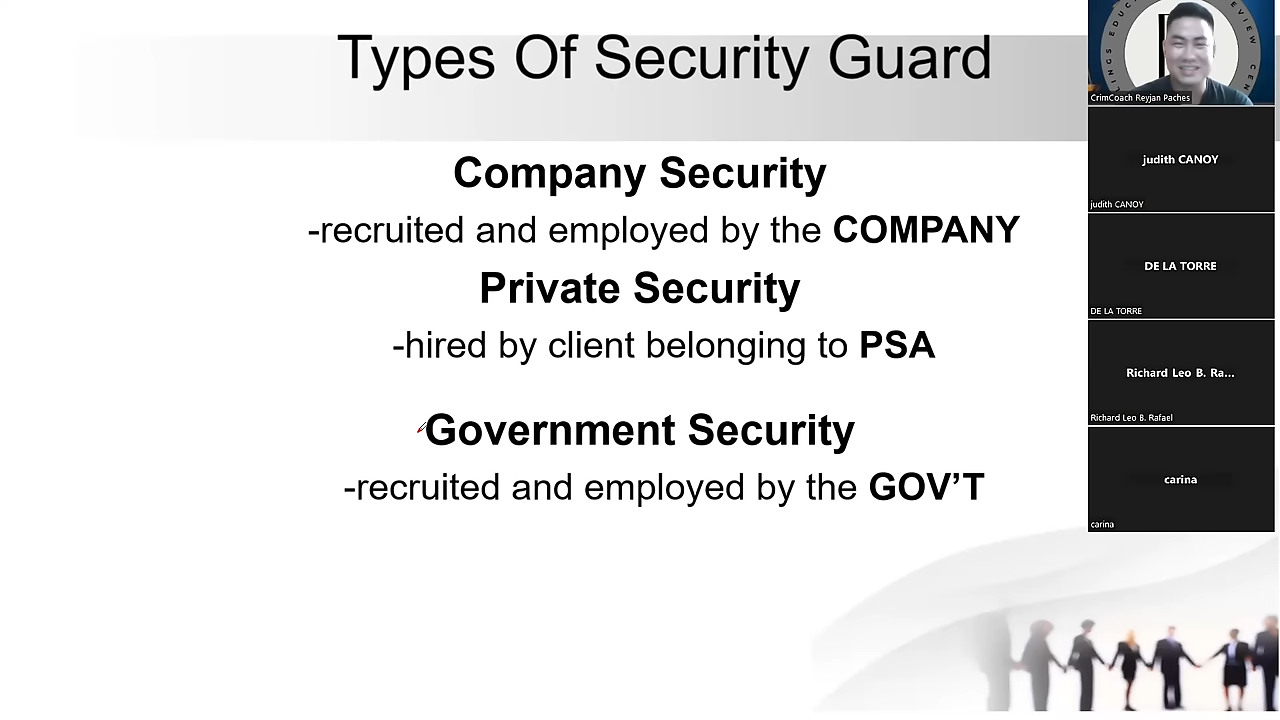 Types Of Security Guard
Company Security
-recruited and employed by the COMPANY
Private Security
-hired by client belonging to PSA
Government Security
-recruited and employed by the GOV’T
CrimCoach Reyjan Paches
judith CANOY
judith CANOY
DE LA TORRE
DE LA TORRE
Richard Leo B. Ra...
Richard Leo B. Rafael
carina
carina